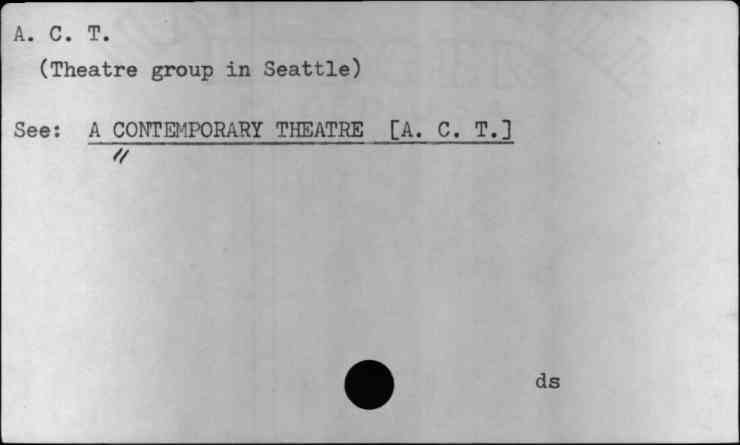 A. C. T.
(Theatre group in Seattle)
See: A CONTEMPORARY THEATRE [A. C. T.]
"
ds